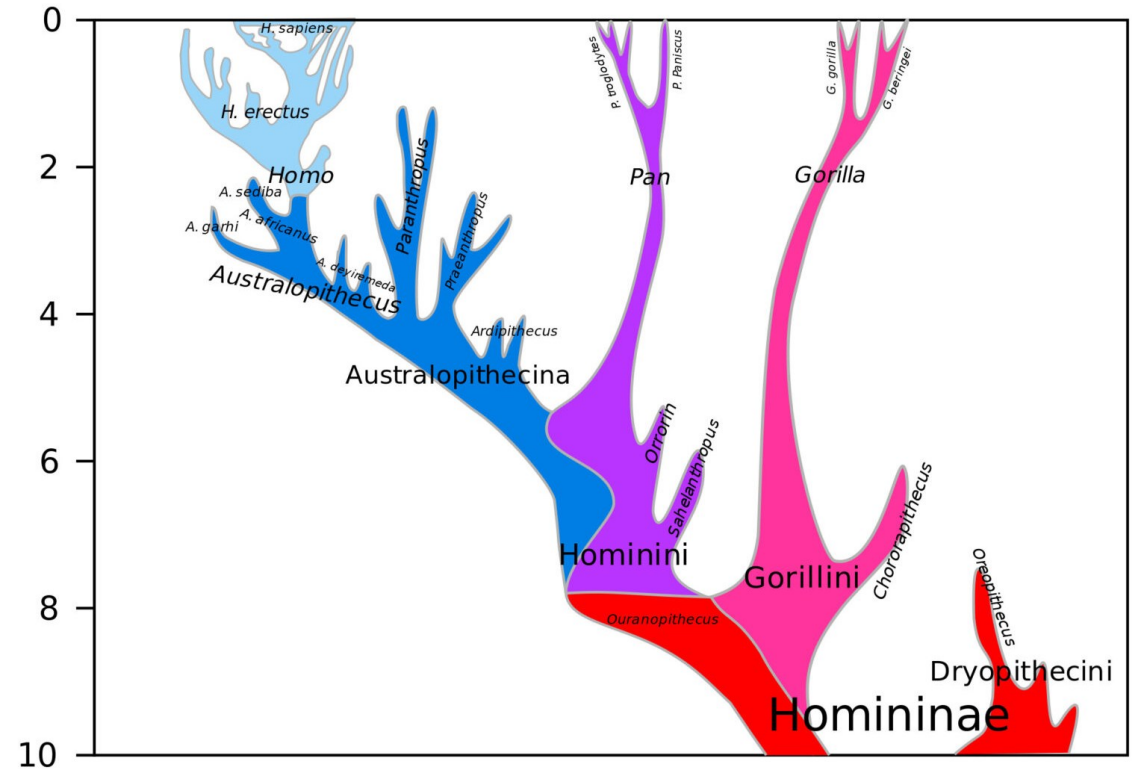 0
H. sapiens
P. troglodytes
P. Paniscus
G. gorilla
G. beringei
H. erectus
2
Homo
Pan
Gorilla
A. sediba
A. garhi
A. africanus
Paranthropus
Praeanthropus
A. deyiremeda
Australopithecus
4
Ardipithecus
Australopithecina
6
Orrorin
Sahelanthropus
Chororapithecus
Hominini
Gorillini
Oreopithecus
8
Ouranopithecus
Dryopithecini
Homininae
10